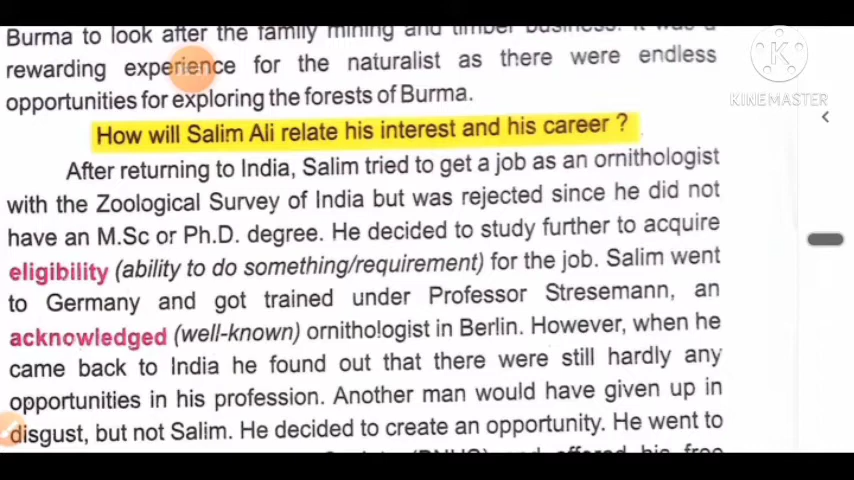 Burma to look after the family mining and timber business. It was a
rewarding experience for the naturalist as there were endless
opportunities for exploring the forests of Burma.
KINEMASTER
How will Salim Ali relate his interest and his career ?
After returning to India, Salim tried to get a job as an ornithologist
with the Zoological Survey of India but was rejected since he did not
have an M.Sc or Ph.D. degree. He decided to study further to acquire
eligibility (ability to do something/requirement) for the job. Salim went
to Germany and got trained under Professor Stresemann, an
acknowledged (well-known) ornithologist in Berlin. However, when he
came back to India he found out that there were still hardly any
opportunities in his profession. Another man would have given up in
disgust, but not Salim. He decided to create an opportunity. He went to
(BNHS) and offered his free